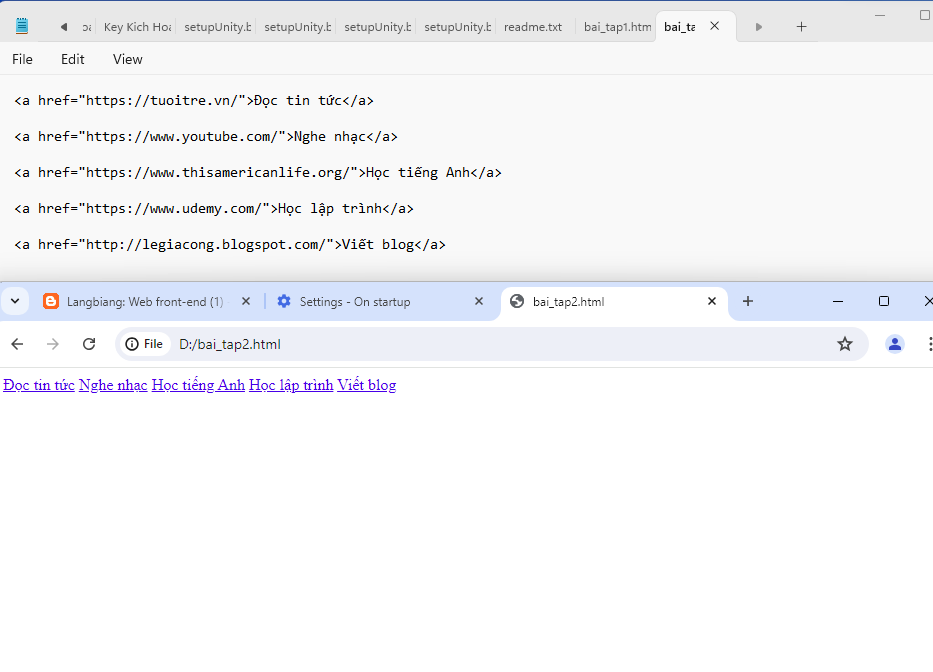 Key Kich Hoạ setupUnity.b setupUnity.b setupUnity.b setupUnity.b readme.txt bai_tap1.htm bai_ta
File Edit View
<a href="https://tuoitre.vn/">Đọc tin tức</a>
<a href="https://www.youtube.com/">Nghe nhạc</a>
<a href="https://www.thisamericanlife.org/">Học tiếng Anh</a>
<a href="https://www.udemy.com/">Học lập trình</a>
<a href="http://legiacong.blogspot.com/">Viết blog</a>
Langbiang: Web front-end (1) Settings - On startup bai_tap2.html
File D:/bai_tap2.html
Đọc tin tức Nghe nhạc Học tiếng Anh Học lập trình Viết blog